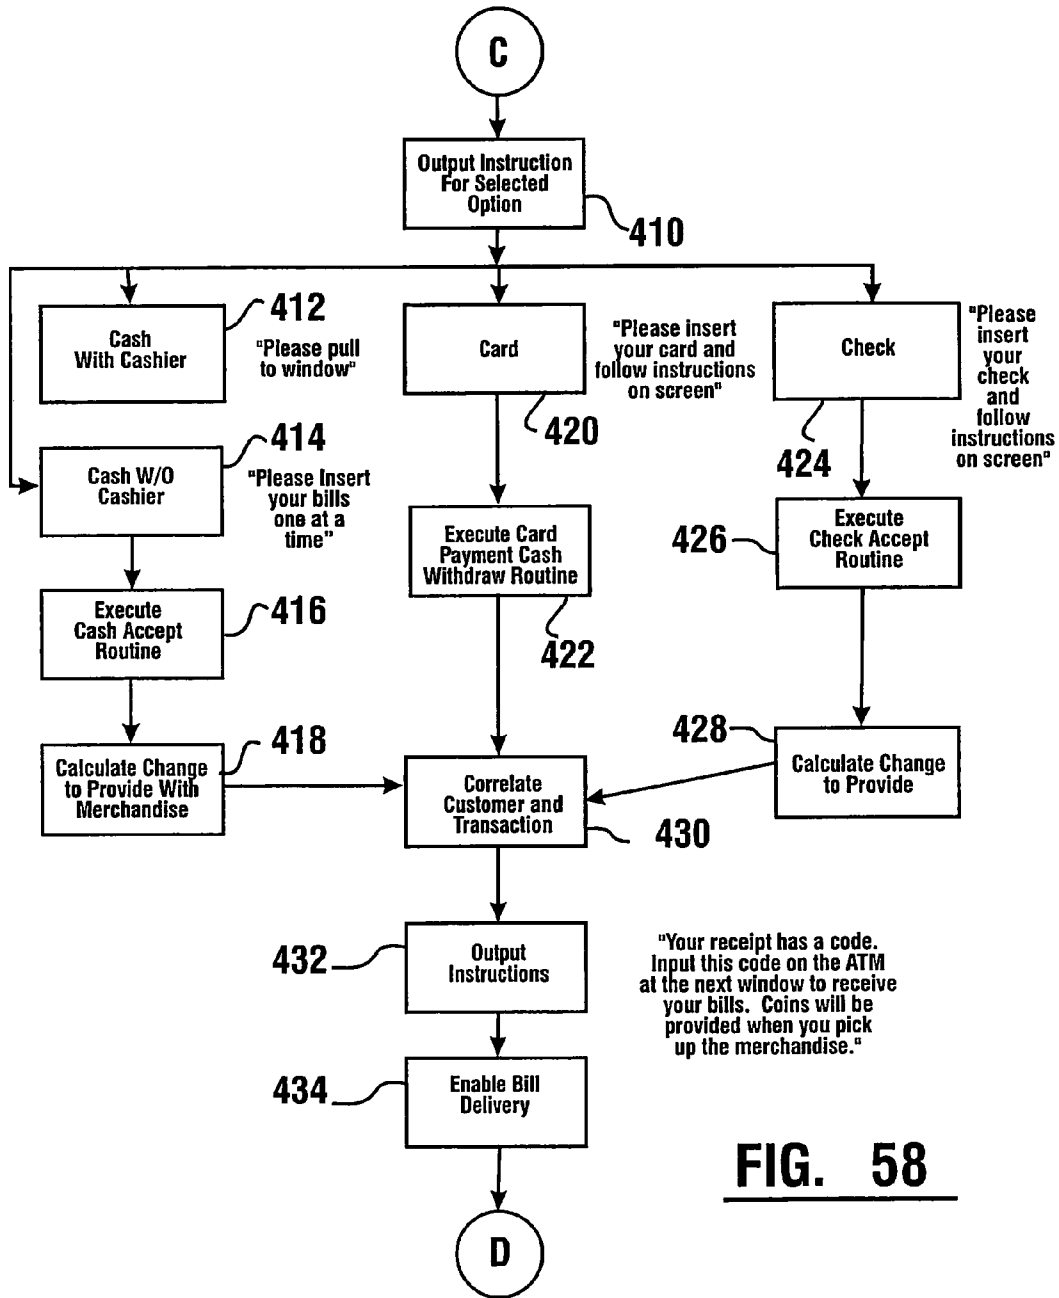 C
Output Instruction
For Selected
Option
410
Cash
With Cashier
412
"Please pull
to window"
Card
"Please insert
your card and
follow instructions
on screen"
420
Check
"Please
insert
your
check
and
follow
instructions
on screen"
424
Cash W/O
Cashier
414
"Please Insert
your bills
one at a
time"
Execute Card
Payment Cash
Withdraw Routine
422
426
Execute
Check Accept
Routine
Execute
Cash Accept
Routine
416
Calculate Change
to Provide With
Merchandise
418
Correlate
Customer and
Transaction
430
428
Calculate Change
to Provide
432
Output
Instructions
"Your receipt has a code.
Input this code on the ATM
at the next window to receive
your bills. Coins will be
provided when you pick
up the merchandise."
434
Enable Bill
Delivery
FIG. 58
D